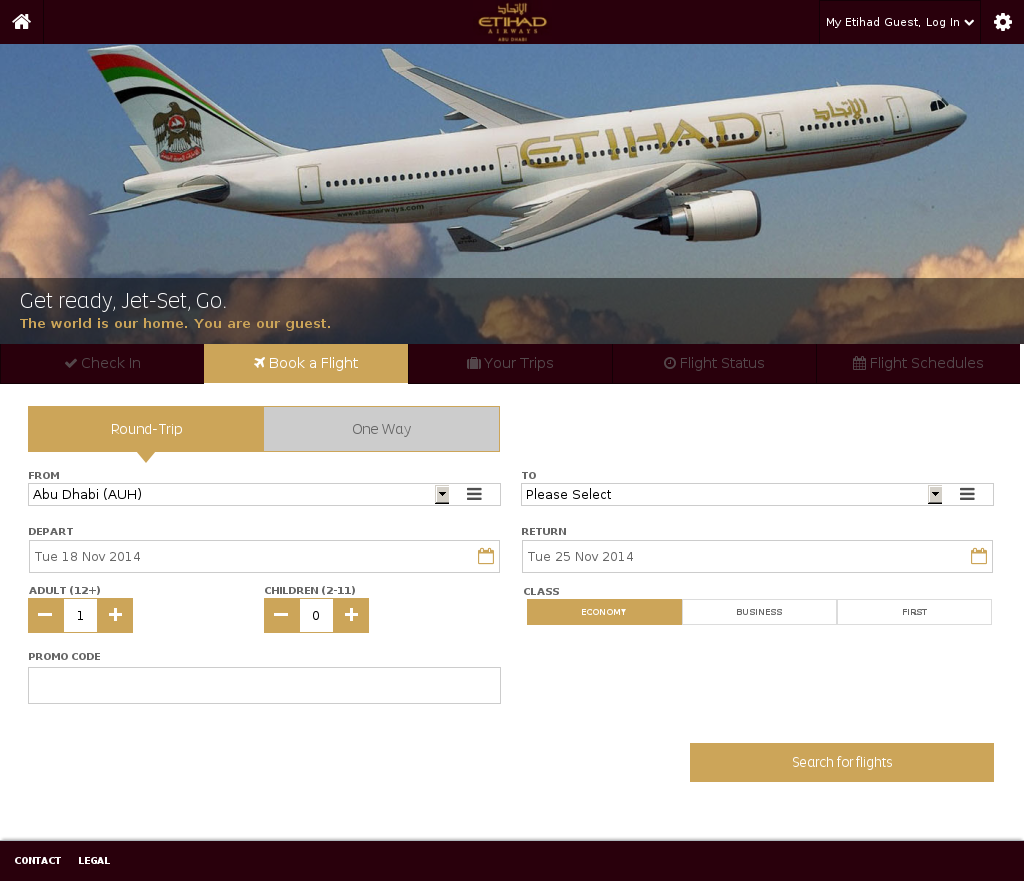 الإتحاد
ETIHAD
AIRWAYS
ABU DHABI
My Etihad Guest, Log In
الإتحاد
ETIHAD
www.etihadairways.com
Get ready, Jet-Set, Go.
The world is our home. You are our guest.
Check In
Book a Flight
Your Trips
Flight Status
Flight Schedules
Round-Trip
One Way
FROM
TO
Abu Dhabi (AUH)
Please Select
DEPART
RETURN
Tue 18 Nov 2014
Tue 25 Nov 2014
ADULT (12+)
CHILDREN (2-11)
CLASS
1
0
ECONOMY
BUSINESS
FIRST
PROMO CODE
Search for flights
CONTACT
LEGAL